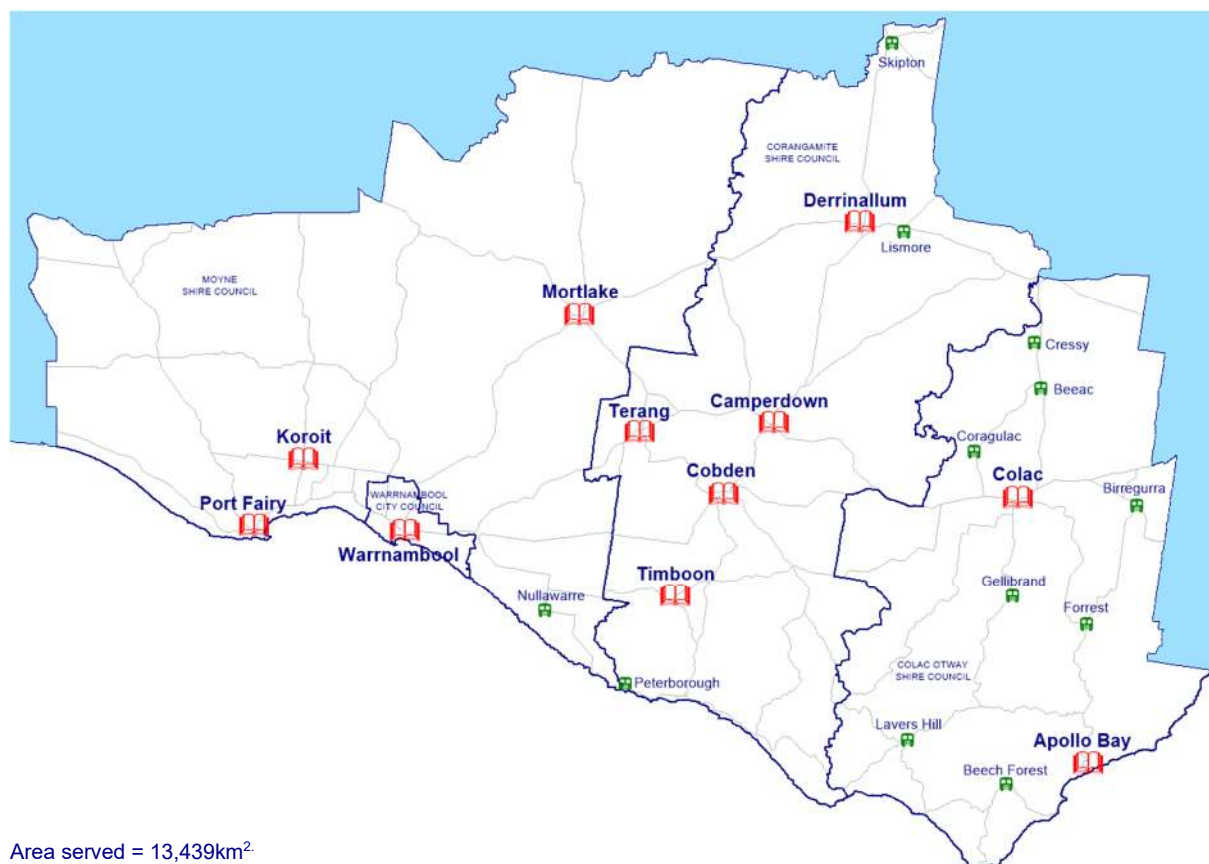 Skipton
CORANGAMITE
SHIRE COUNCIL
Derrinallum
Lismore
MOYNE
SHIRE COUNCIL
Mortlake
Cressy
Beeac
Terang
Camperdown
Koroit
Coragulac
Cobden
Colac
Birregurra
Port Fairy
WARRNAMBOOL
CITY COUNCIL
Warrnambool
Timboon
Nullawarre
Gellibrand
Forrest
Peterborough
COLAC OTWAY
SHIRE COUNCIL
Lavers Hill
Apollo Bay
Beech Forest
Area served = 13,439km².